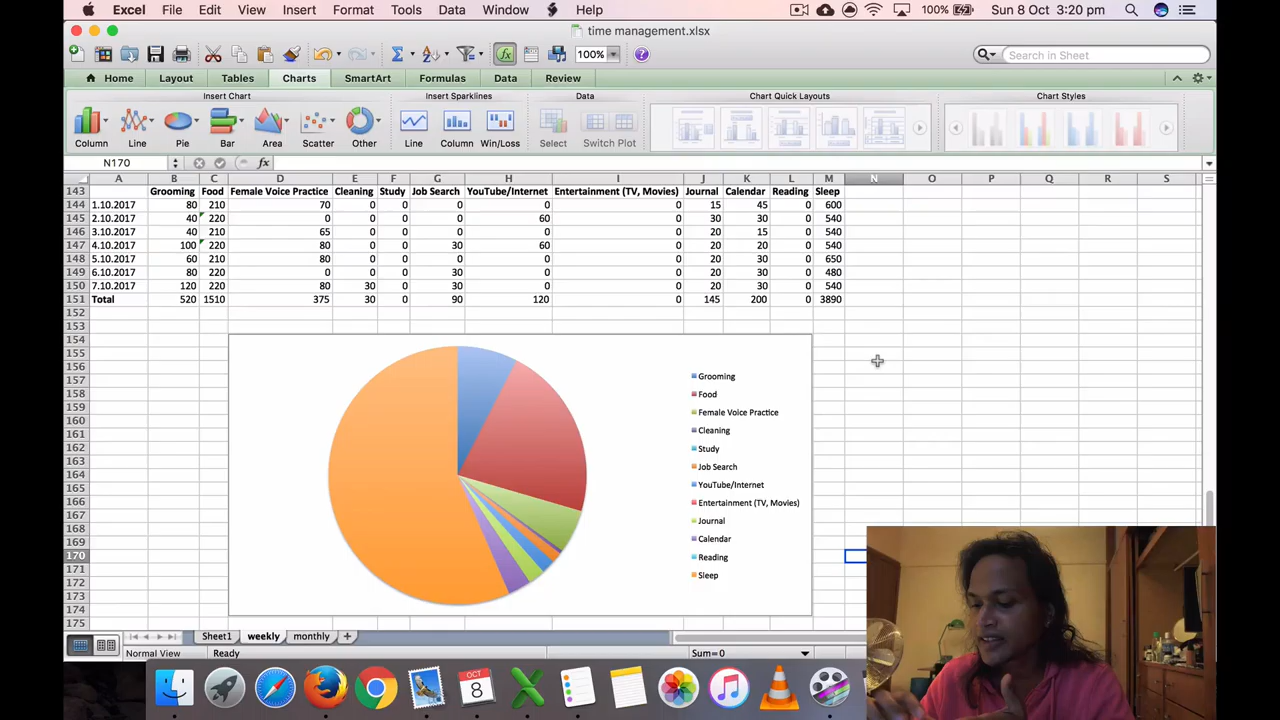 Excel File Edit View Insert Format Tools Data Window Help 100% Sun 8 Oct 3:20 pm
time management.xlsx
100% Search in Sheet
Home Layout Tables Charts SmartArt Formulas Data Review
Insert Chart Insert Sparklines Data Chart Quick Layouts Chart Styles
Column Line Pie Bar Area Scatter Other Line Column Win/Loss Select Switch Plot
N170 fx
A B C D E F G H I J K L M N O P Q R S
143 Grooming Food Female Voice Practice Cleaning Study Job Search YouTube/Internet Entertainment (TV, Movies) Journal Calendar Reading Sleep
144 1.10.2017 80 210 70 0 0 0 0 0 15 45 0 600
145 2.10.2017 40 220 0 0 0 0 60 0 30 30 0 540
146 3.10.2017 40 210 65 0 0 0 0 0 20 15 0 540
147 4.10.2017 100 220 80 0 0 30 60 0 20 20 0 540
148 5.10.2017 60 210 80 0 0 0 0 0 20 30 0 650
149 6.10.2017 80 220 0 0 0 30 0 0 20 30 0 480
150 7.10.2017 120 220 80 30 0 30 0 0 20 30 0 540
151 Total 520 1510 375 30 0 90 120 0 145 200 0 3890
152
153
154
155
156
157
158
159
160
161
162
163
164
165
166
167
168
169
170
171
172
173
174
175
Grooming
Food
Female Voice Practice
Cleaning
Study
Job Search
YouTube/Internet
Entertainment (TV, Movies)
Journal
Calendar
Reading
Sleep
Sheet1 weekly monthly
Normal View Ready Sum=0
OCT
8